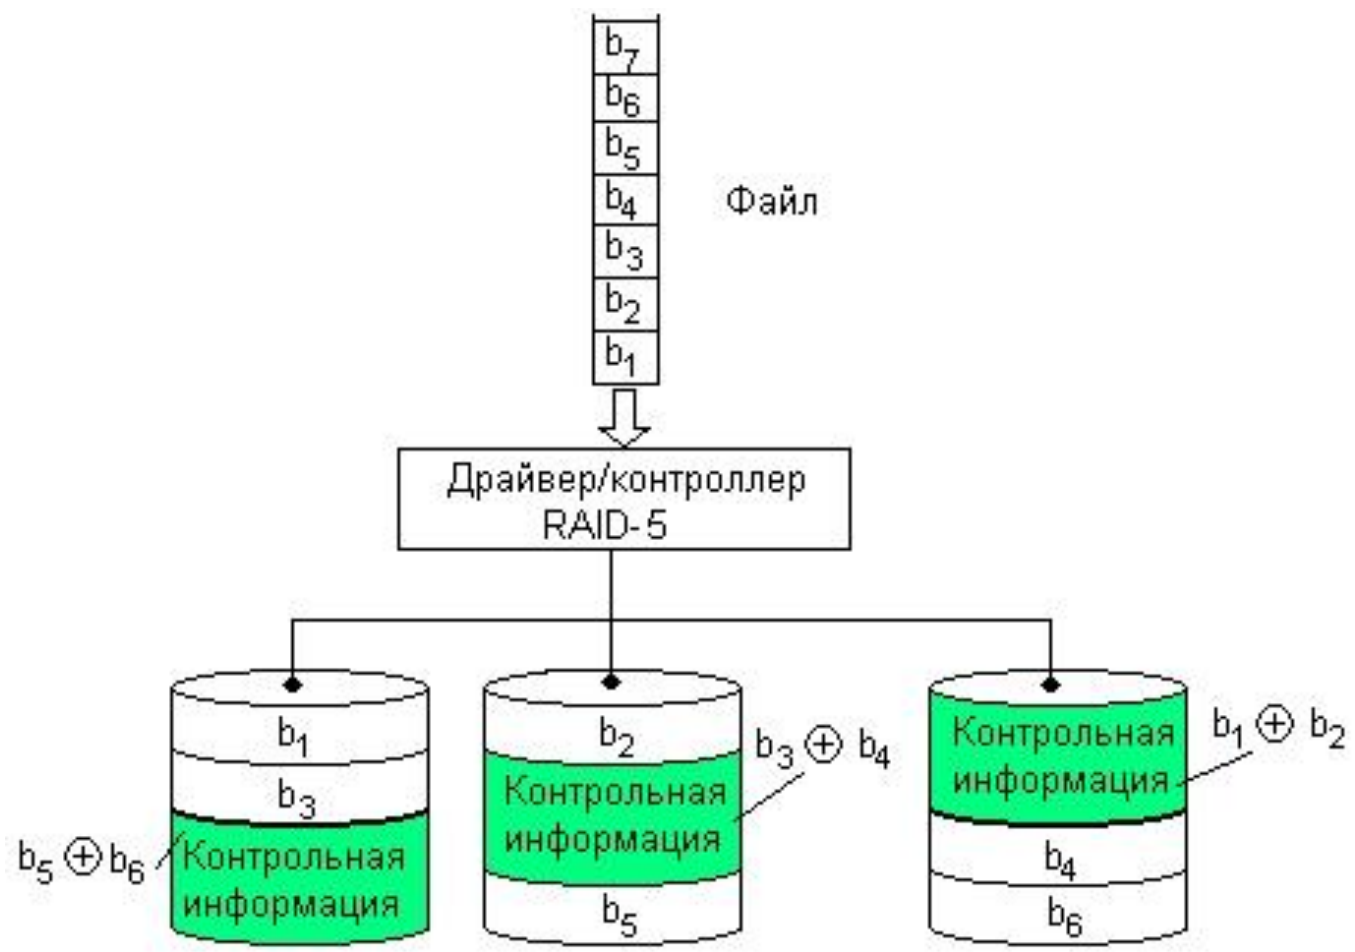 b7
b6
b5
b4
b3
b2
b1
Файл
Драйвер/контроллер
RAID-5
b1
b3
b5 ⊕ b6
Контрольная
информация
b2
b3 ⊕ b4
Контрольная
информация
b5
Контрольная
информация
b1 ⊕ b2
b4
b6